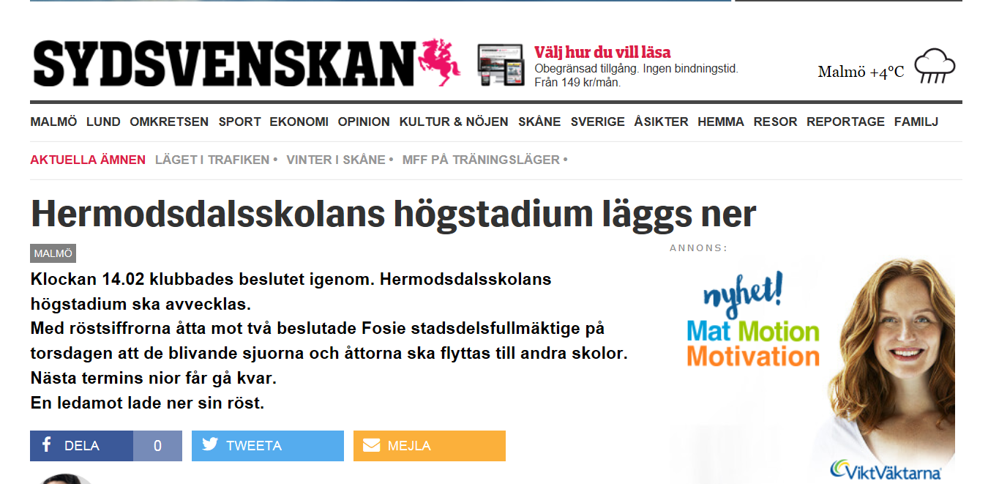 SYDSVENSKAN
Välj hur du vill läsa
Obegränsad tillgång. Ingen bindningstid.
Från 149 kr/mån.
Malmö +4°C
MALMÖ LUND OMKRETSEN SPORT EKONOMI OPINION KULTUR & NÖJEN SKÅNE SVERIGE ÅSIKTER HEMMA RESOR REPORTAGE FAMILJ
AKTUELLA ÄMNEN LÄGET I TRAFIKEN • VINTER I SKÅNE • MFF PÅ TRÄNINGSLÄGER •
Hermodsdalsskolans högstadium läggs ner
MALMÖ
Klockan 14.02 klubbades beslutet igenom. Hermodsdalsskolans
högstadium ska avvecklas.
Med röstsiffrorna åtta mot två beslutade Fosie stadsdelsfullmäktige på
torsdagen att de blivande sjuorna och åttorna ska flyttas till andra skolor.
Nästa termins nior får gå kvar.
En ledamot lade ner sin röst.
DELA 0 TWEETA MEJLA
ANNONS:
nyhet!
Mat Motion
Motivation
ViktVäktarna